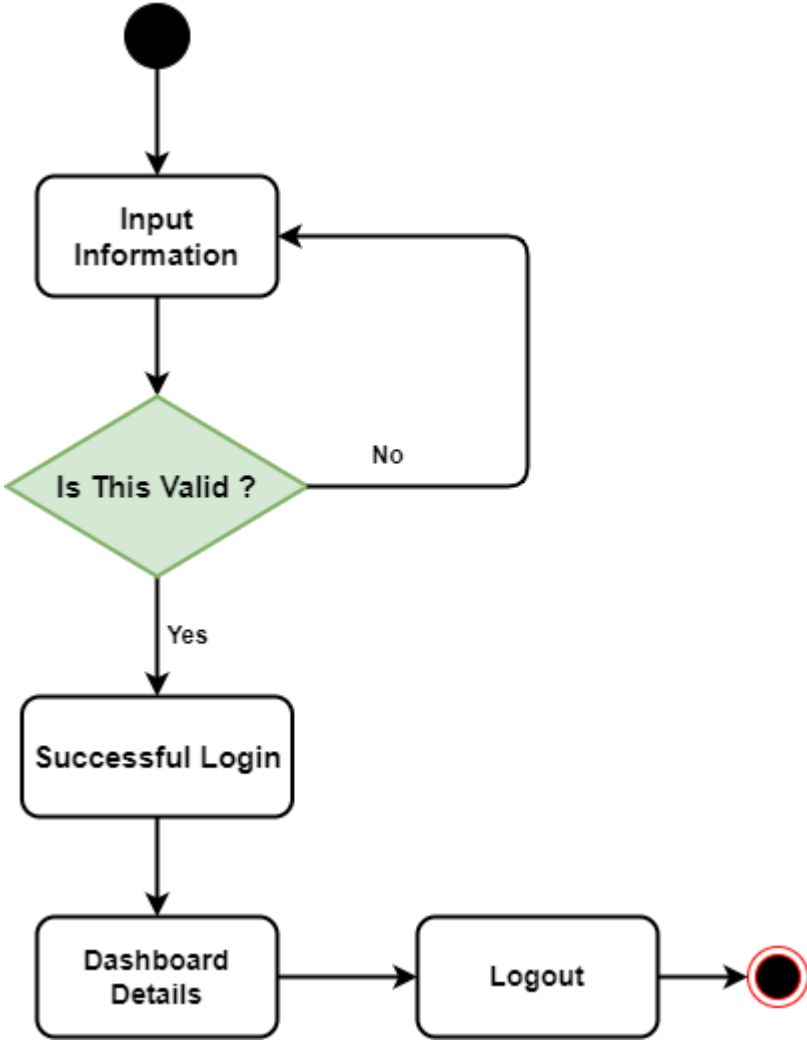 Input
Information
No
Is This Valid ?
Yes
Successful Login
Dashboard
Details
Logout